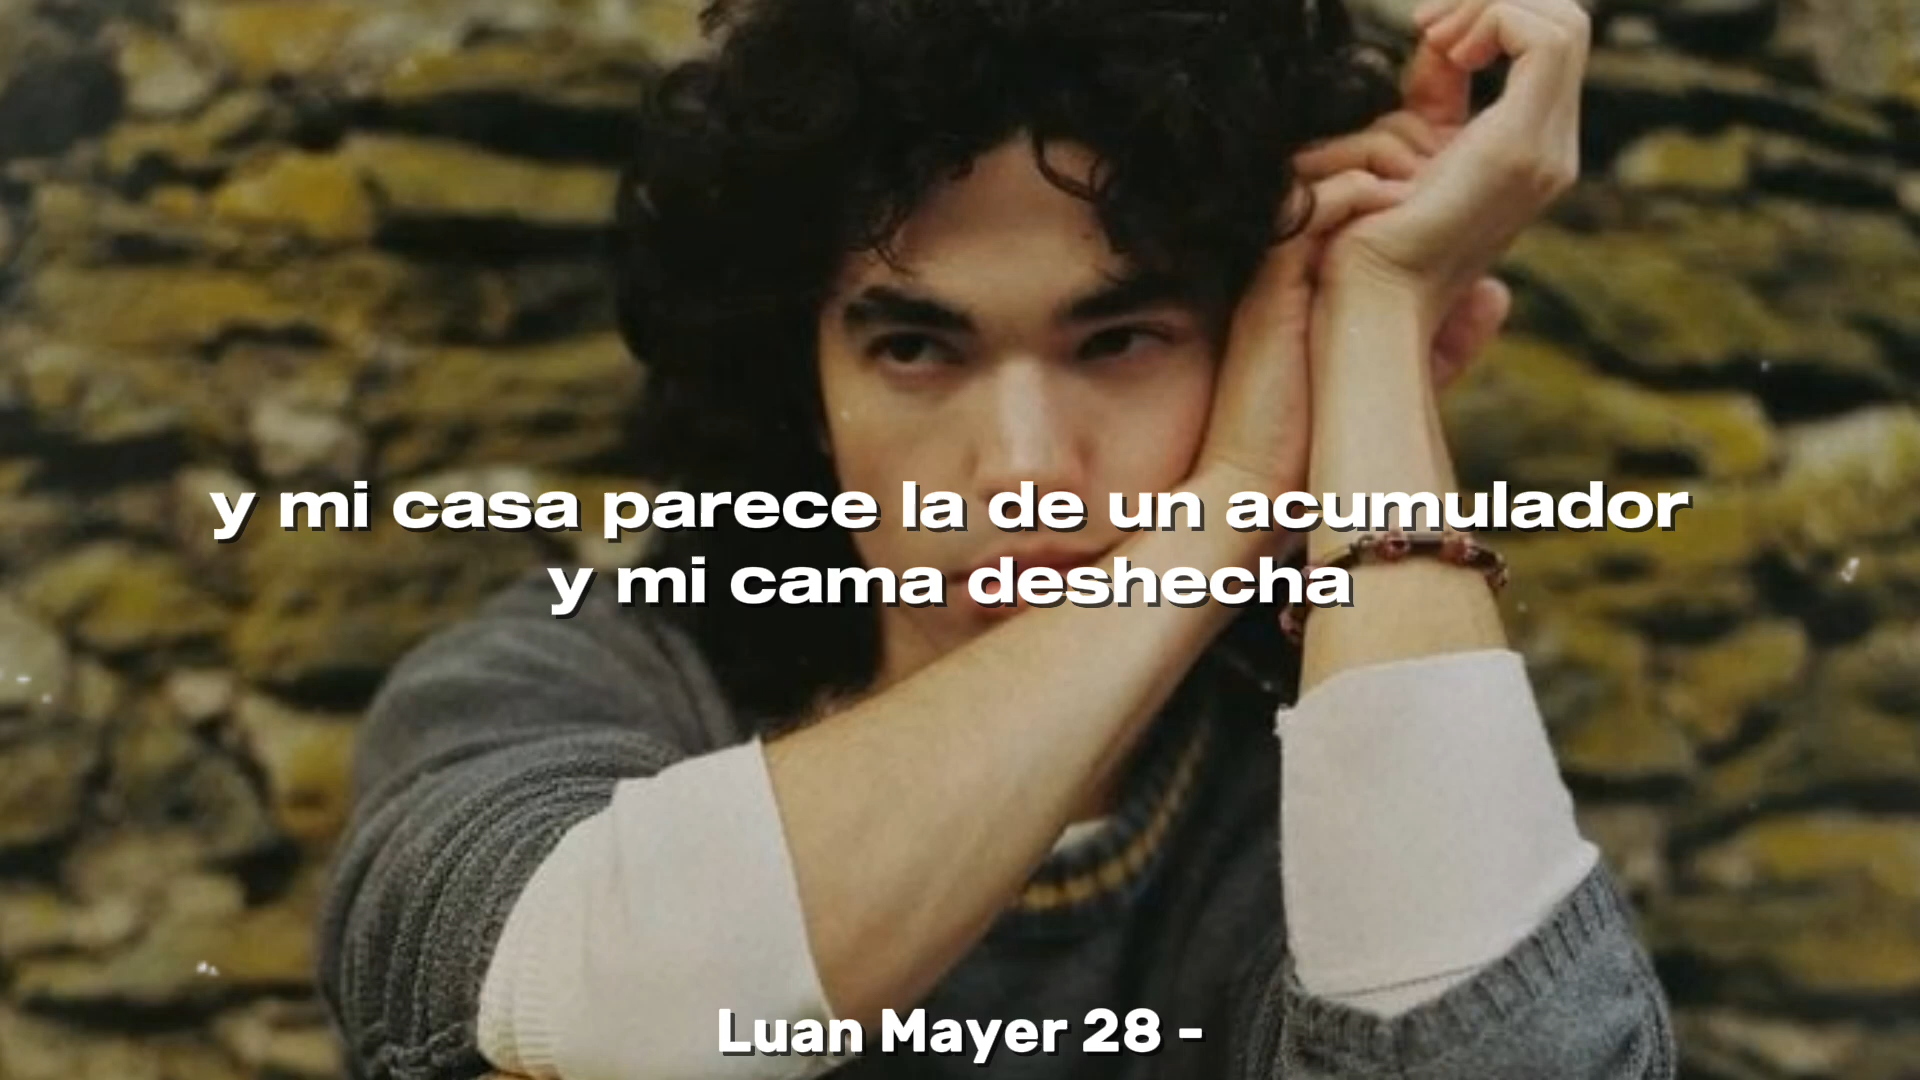 y mi casa parece la de un acumulador
y mi cama deshecha
Luan Mayer 28 -